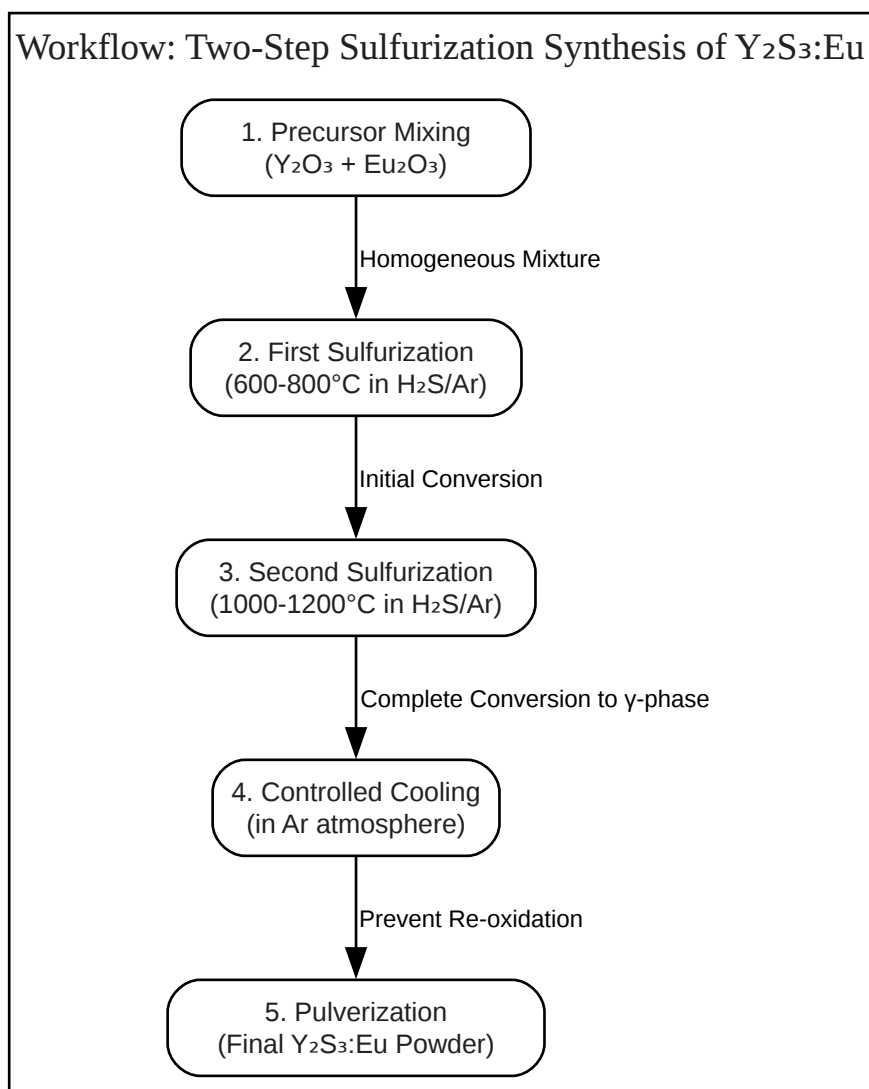 Workflow: Two-Step Sulfurization Synthesis of Y₂S₃:Eu
1. Precursor Mixing
(Y₂O₃ + Eu₂O₃)
Homogeneous Mixture
2. First Sulfurization
(600-800°C in H₂S/Ar)
Initial Conversion
3. Second Sulfurization
(1000-1200°C in H₂S/Ar)
Complete Conversion to γ-phase
4. Controlled Cooling
(in Ar atmosphere)
Prevent Re-oxidation
5. Pulverization
(Final Y₂S₃:Eu Powder)